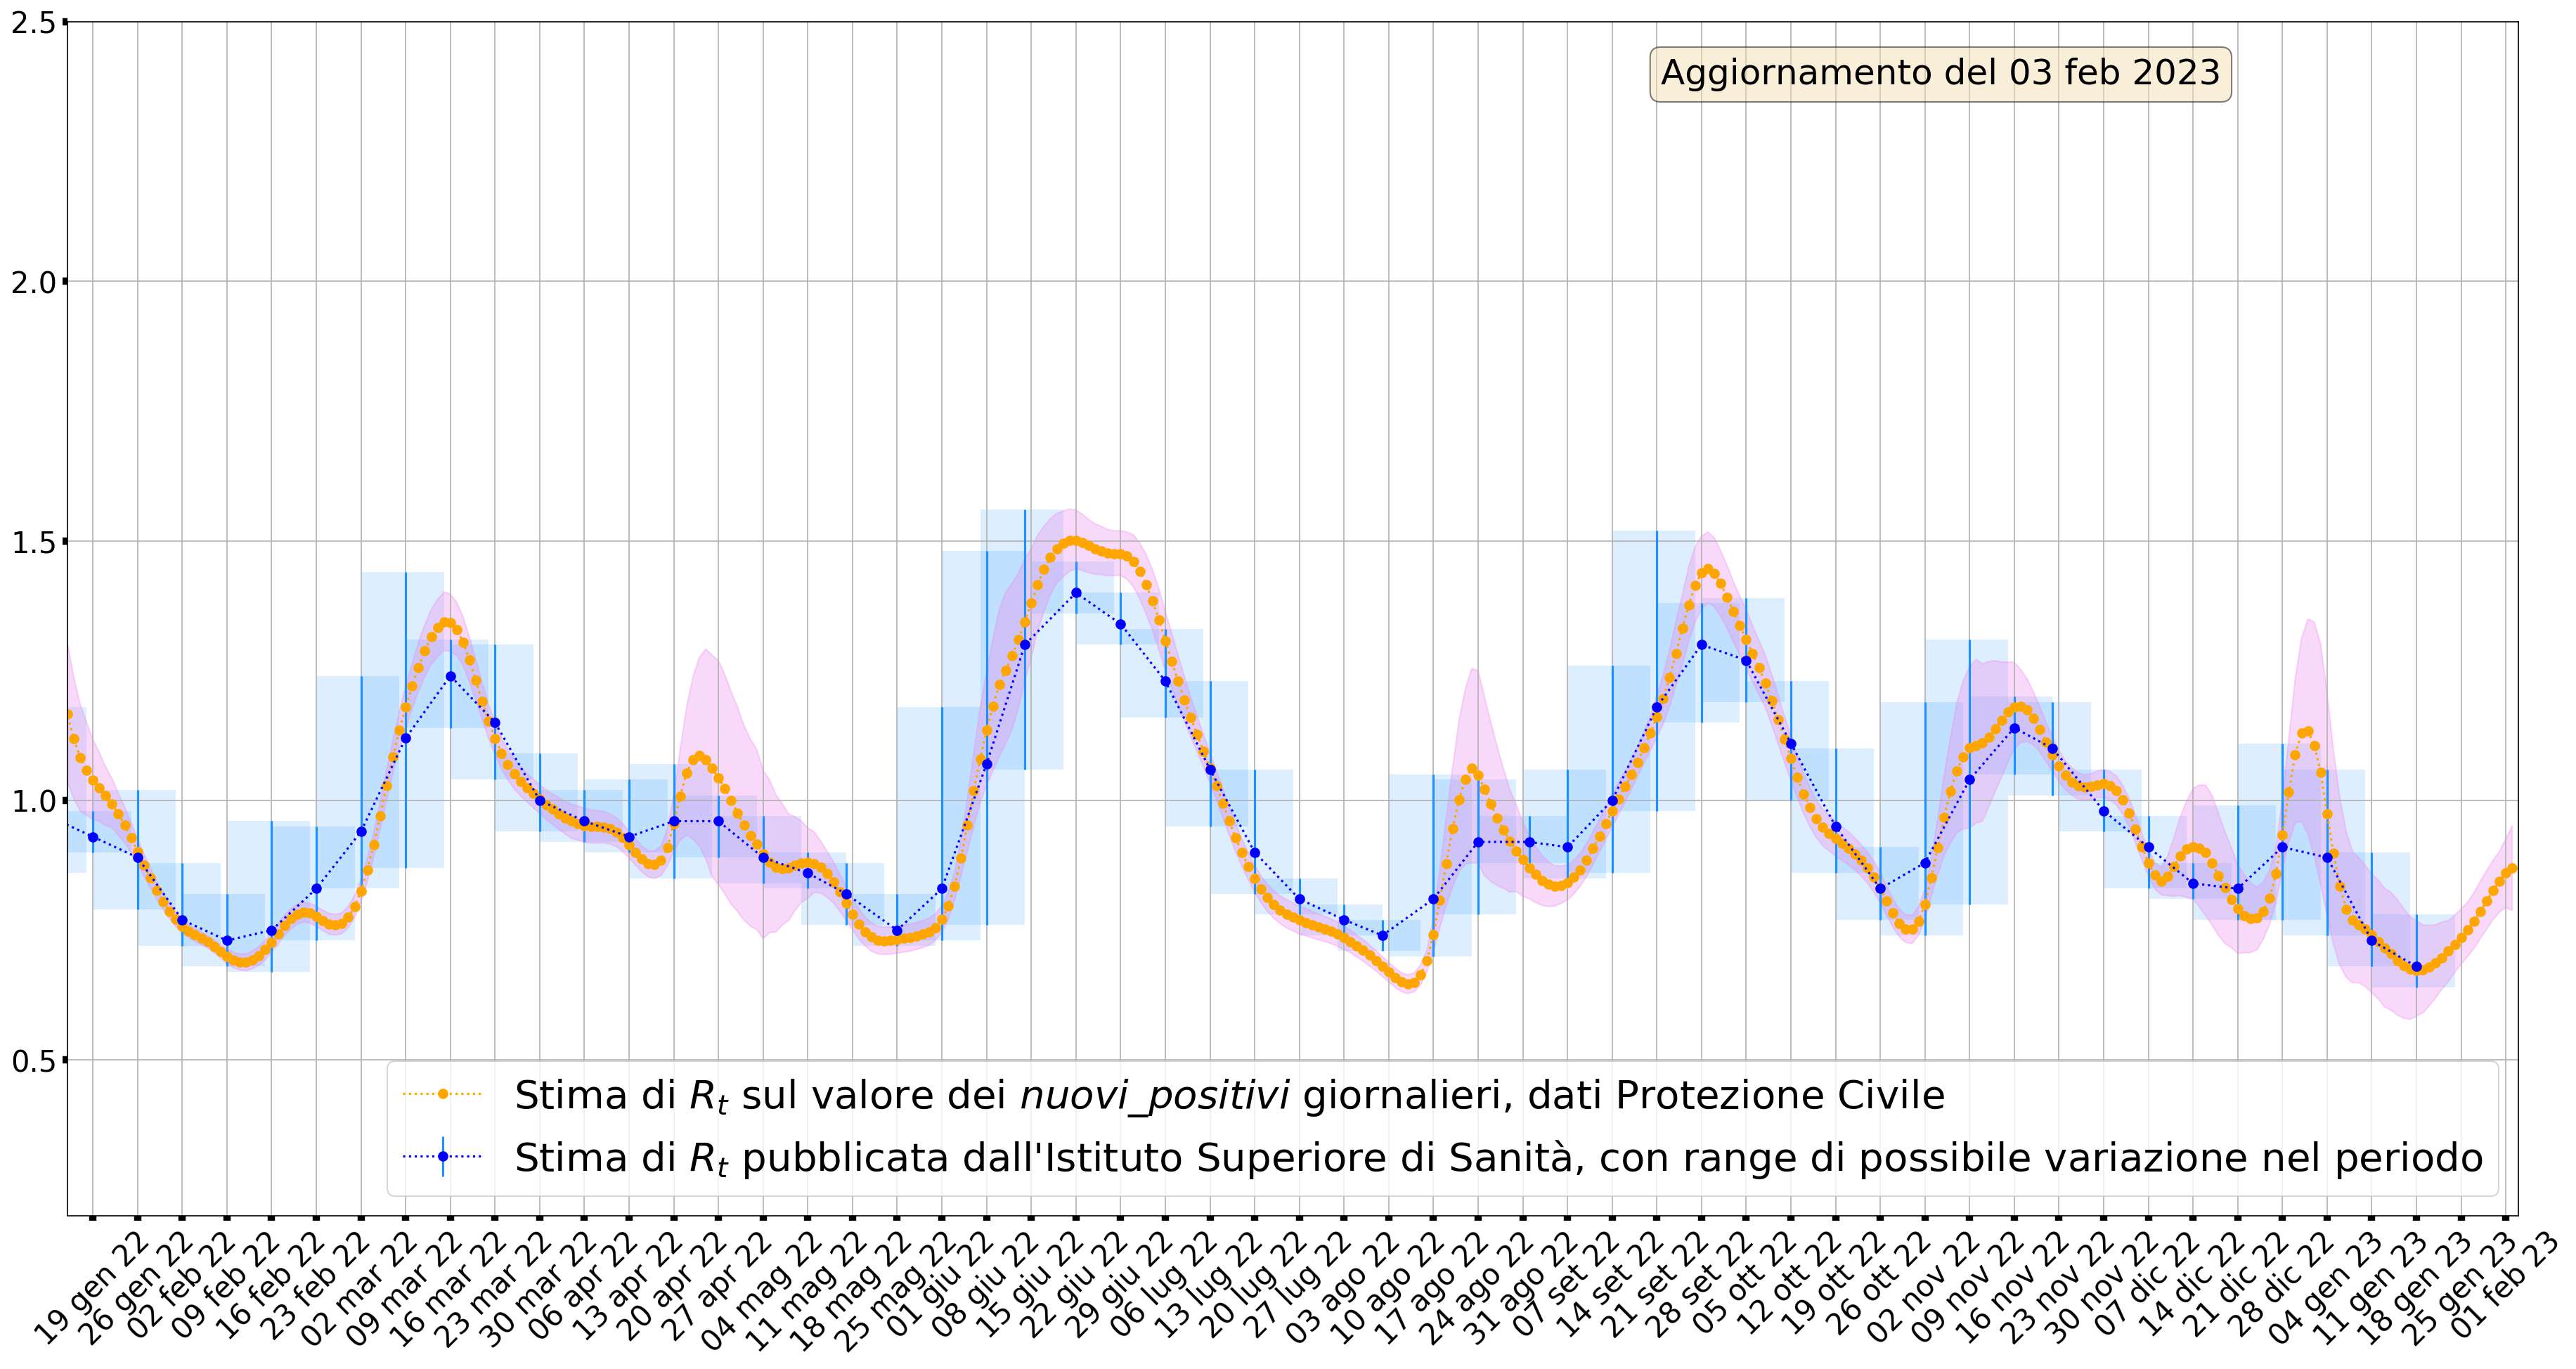 2.5
Aggiornamento del 03 feb 2023
2.0
1.5
1.0
0.5
Stima di Rt sul valore dei nuovi_positivi giornalieri, dati Protezione Civile
Stima di Rt pubblicata dall'Istituto Superiore di Sanità, con range di possibile variazione nel periodo
19 gen 22
26 gen 22
02 feb 22
09 feb 22
16 feb 22
23 feb 22
02 mar 22
09 mar 22
16 mar 22
23 mar 22
30 mar 22
06 apr 22
13 apr 22
20 apr 22
27 apr 22
04 mag 22
11 mag 22
18 mag 22
25 mag 22
01 giu 22
08 giu 22
15 giu 22
22 giu 22
29 giu 22
06 lug 22
13 lug 22
20 lug 22
27 lug 22
03 ago 22
10 ago 22
17 ago 22
24 ago 22
31 ago 22
07 set 22
14 set 22
21 set 22
28 set 22
05 ott 22
12 ott 22
19 ott 22
26 ott 22
02 nov 22
09 nov 22
16 nov 22
23 nov 22
30 nov 22
07 dic 22
14 dic 22
21 dic 22
28 dic 22
04 gen 23
11 gen 23
18 gen 23
25 gen 23
01 feb 23